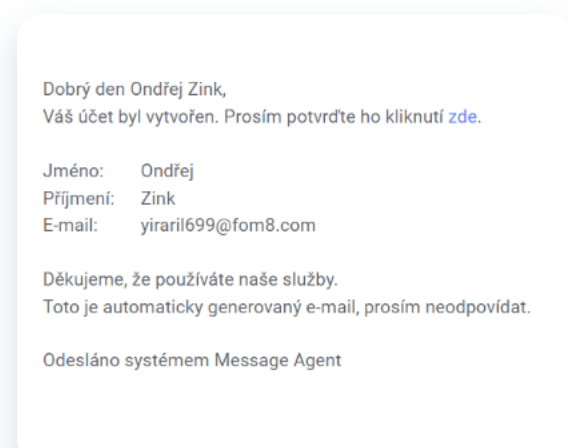 Dobrý den Ondřej Zink,
Váš účet byl vytvořen. Prosím potvrďte ho kliknutí zde.
Jméno: Ondřej
Příjmení: Zink
E-mail: yiraril699@fom8.com
Děkujeme, že používáte naše služby.
Toto je automaticky generovaný e-mail, prosím neodpovídat.
Odesláno systémem Message Agent